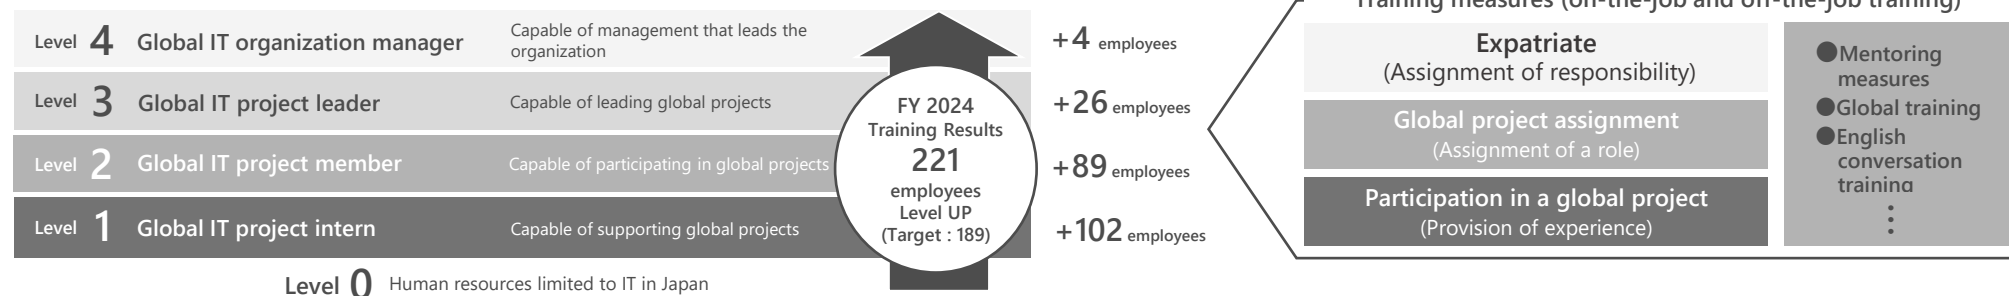 Training measures (on-the-job and off-the-job training)
Level 4 Global IT organization manager
Capable of management that leads the
organization
+4 employees
Level 3 Global IT project leader
Capable of leading global projects
+26 employees
Level 2 Global IT project member
Capable of participating in global projects
+89 employees
Level 1 Global IT project intern
Capable of supporting global projects
+102 employees
Level 0 Human resources limited to IT in Japan
FY 2024
Training Results
221
employees
Level UP
(Target : 189)
Expatriate
(Assignment of responsibility)
Global project assignment
(Assignment of a role)
Participation in a global project
(Provision of experience)
●Mentoring
measures
●Global training
●English
conversation
training
⋮